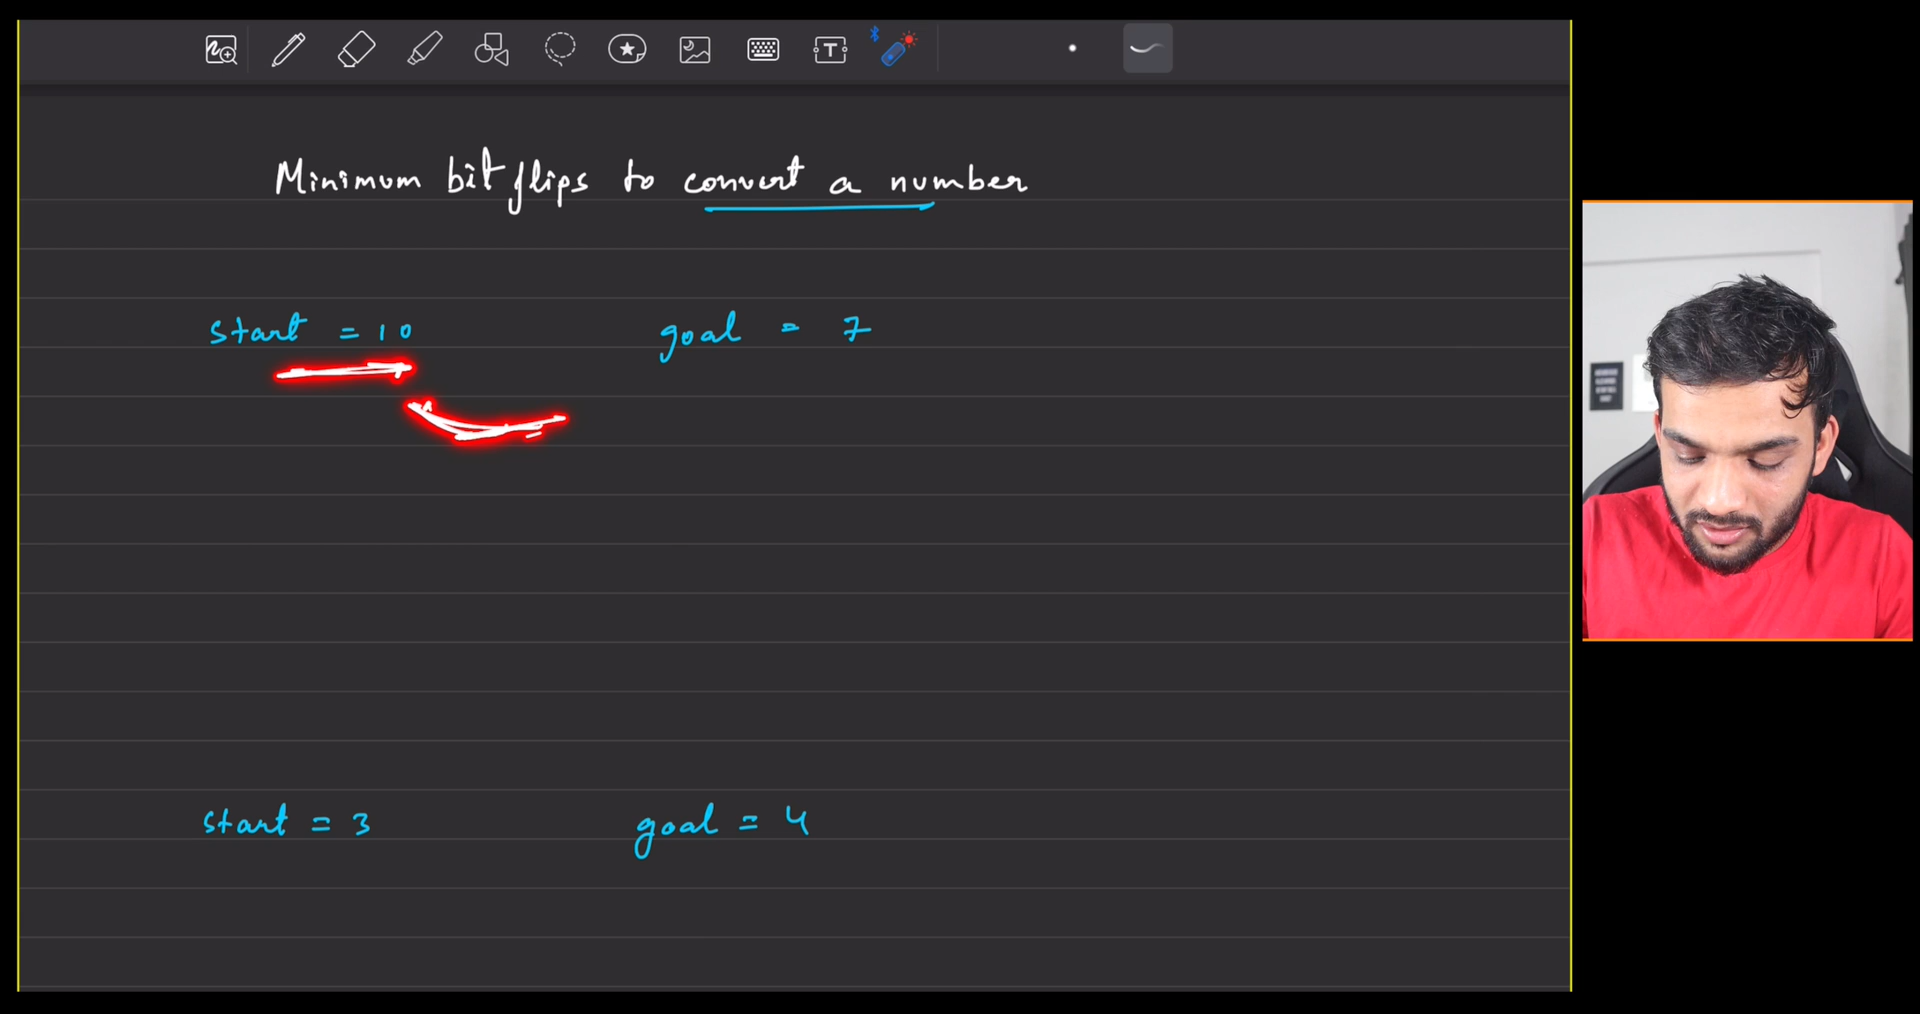 Minimum bit flips to convert a number
start = 10 goal = 7
start = 3 goal = 4